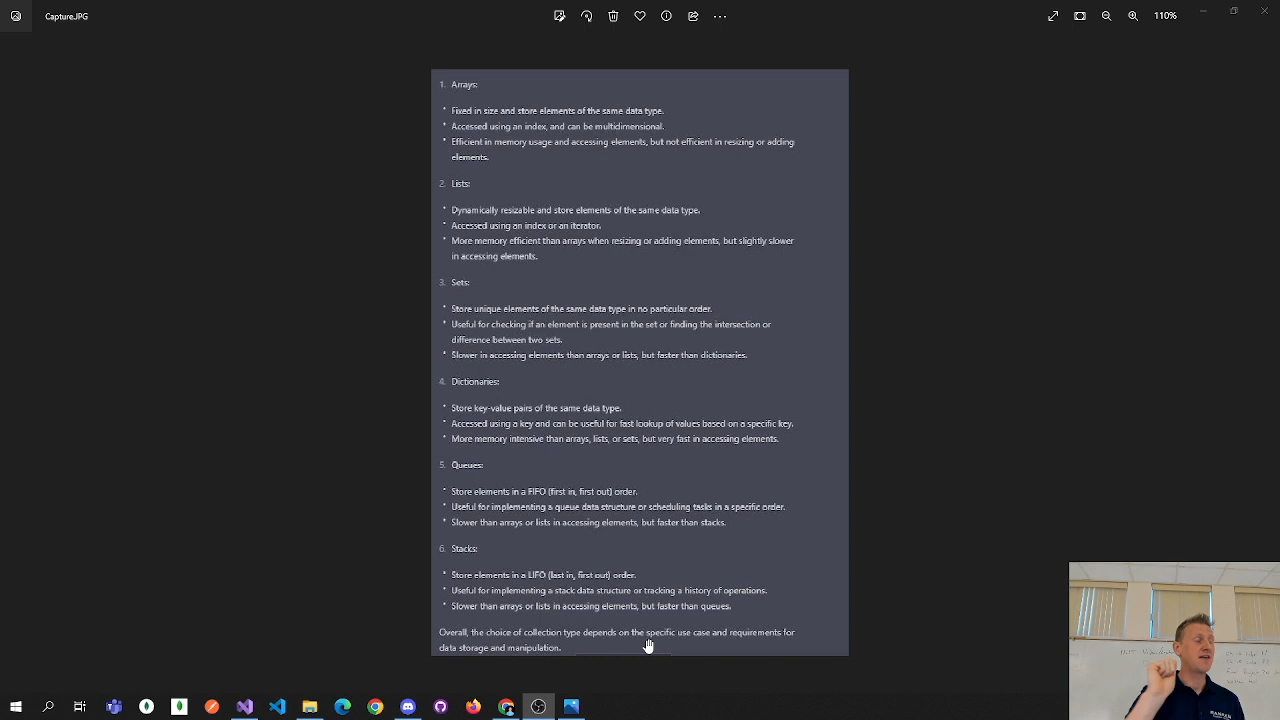 Capture.JPG
110%
1. Arrays:
• Fixed in size and store elements of the same data type.
• Accessed using an index, and can be multidimensional.
• Efficient in memory usage and accessing elements, but not efficient in resizing or adding
elements.
2. Lists:
• Dynamically resizable and store elements of the same data type.
• Accessed using an index or an iterator.
• More memory efficient than arrays when resizing or adding elements, but slightly slower
in accessing elements.
3. Sets:
• Store unique elements of the same data type in no particular order.
• Useful for checking if an element is present in the set or finding the intersection or
difference between two sets.
• Slower in accessing elements than arrays or lists, but faster than dictionaries.
4. Dictionaries:
• Store key-value pairs of the same data type.
• Accessed using a key and can be useful for fast lookup of values based on a specific key.
• More memory intensive than arrays, lists, or sets, but very fast in accessing elements.
5. Queues:
• Store elements in a FIFO (first in, first out) order.
• Useful for implementing a queue data structure or scheduling tasks in a specific order.
• Slower than arrays or lists in accessing elements, but faster than stacks.
6. Stacks:
• Store elements in a LIFO (last in, first out) order.
• Useful for implementing a stack data structure or tracking a history of operations.
• Slower than arrays or lists in accessing elements, but faster than queues.
Overall, the choice of collection type depends on the specific use case and requirements for
data storage and manipulation.